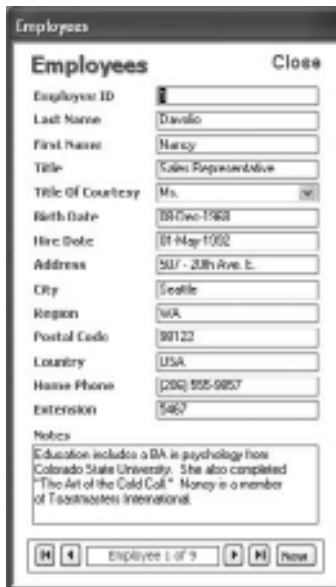 Employees
Employees Close
Employee ID
Last Name Davolio
First Name Nancy
Title Sales Representative
Title Of Courtesy Ms.
Birth Date 08-Dec-1968
Hire Date 01-May-1992
Address 507 - 20th Ave. E.
City Seattle
Region WA
Postal Code 98122
Country USA
Home Phone (206) 555-9857
Extension 5467
Notes
Education includes a BA in psychology from
Colorado State University. She also completed
"The Art of the Cold Call." Nancy is a member
of Toastmasters International.
Employee 1 of 9 New